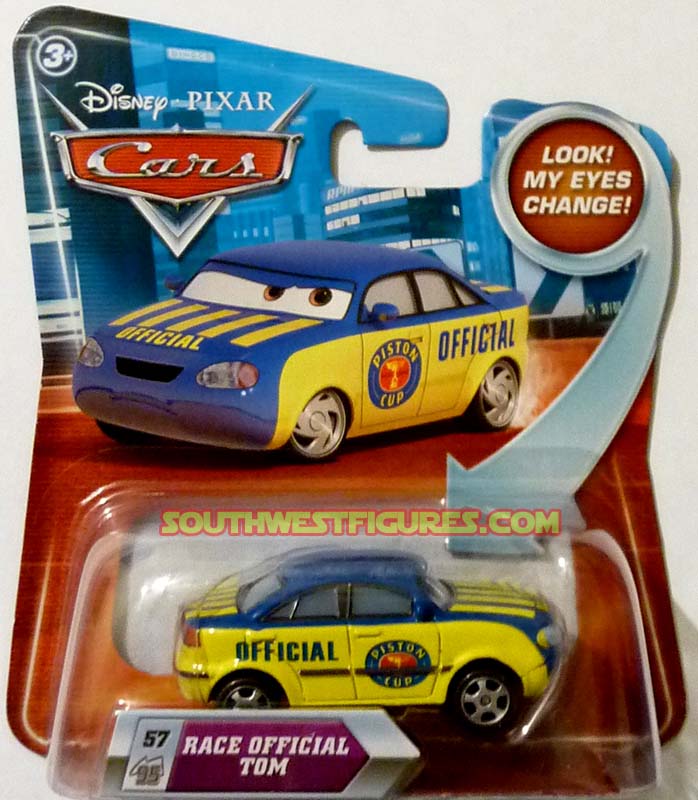 3+
DISNEY · PIXAR
Cars
LOOK!
MY EYES
CHANGE!
OFFICIAL
OFFICIAL
PISTON
CUP
SOUTHWESTFIGURES.COM
OFFICIAL
PISTON
CUP
57
95
RACE OFFICIAL
TOM